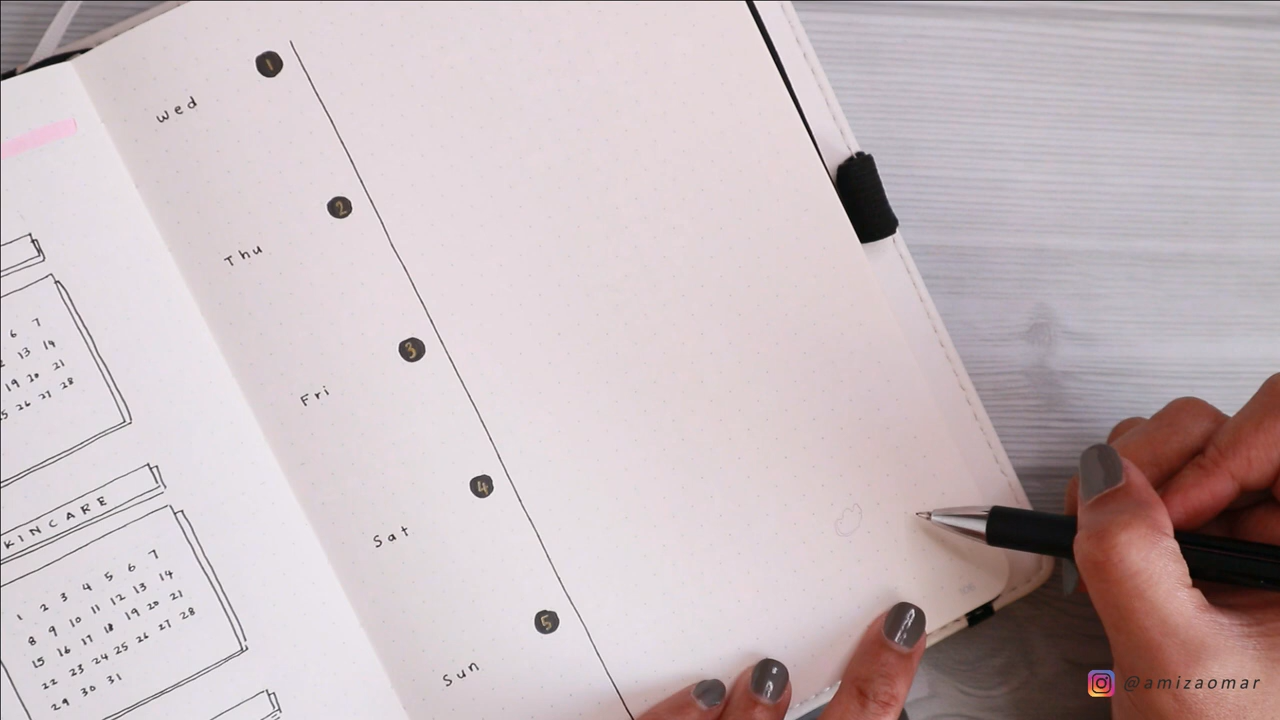 6 7
13 14
19 20 21
26 27 28
KINCARE
1 2 3 4 5 6 7
8 9 10 11 12 13 14
15 16 17 18 19 20 21
22 23 24 25 26 27 28
29 30 31
1
Wed
2
Thu
3
Fri
4
Sat
5
Sun
@amizaomar